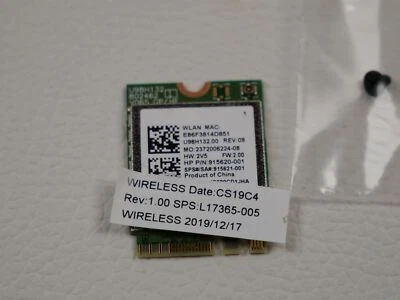 U98H132
WLAN MAC:
E86F3814DB51
U98H132.00 REV:08
MO:2372006224-08
HW:2V5 FW:2.00
HP P/N:915620-001
SPS#/SA#:915621-001
Product of China
WIRELESS Date:CS19C4
Rev:1.00 SPS:L17365-005
WIRELESS 2019/12/17